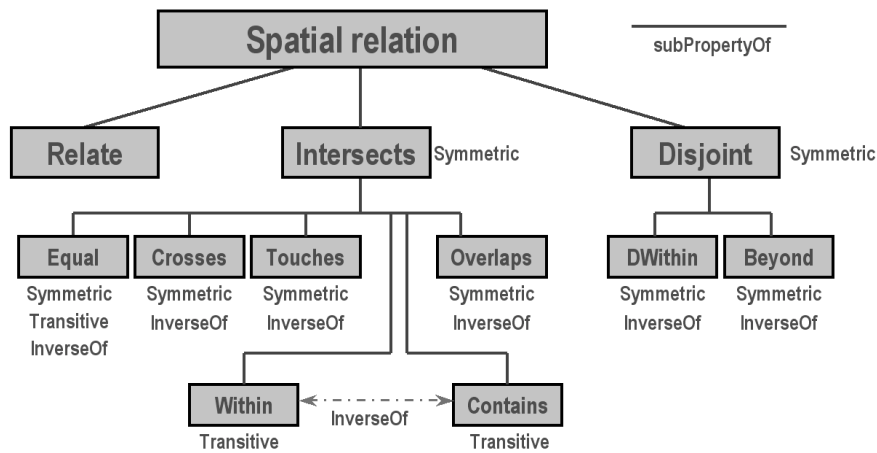 Spatial relation
subPropertyOf
Relate
Intersects
Symmetric
Disjoint
Symmetric
Equal
Crosses
Touches
Overlaps
DWithin
Beyond
Symmetric
Symmetric
Symmetric
Symmetric
Symmetric
Symmetric
Transitive
InverseOf
InverseOf
InverseOf
InverseOf
InverseOf
InverseOf
Within
InverseOf
Contains
Transitive
Transitive